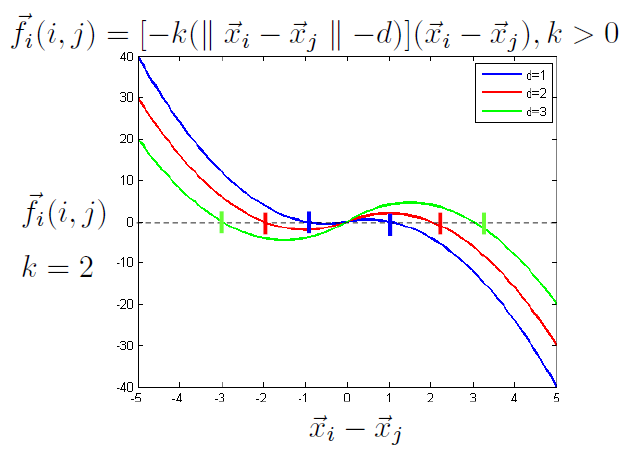 f⃗ᵢ(i, j) = [−k(∥ x⃗ᵢ − x⃗ⱼ ∥ −d)](x⃗ᵢ − x⃗ⱼ), k > 0
40
30
20
10
0
-10
-20
-30
-40
d=1
d=2
d=3
f⃗ᵢ(i, j)
k = 2
-5 -4 -3 -2 -1 0 1 2 3 4 5
x⃗ᵢ − x⃗ⱼ